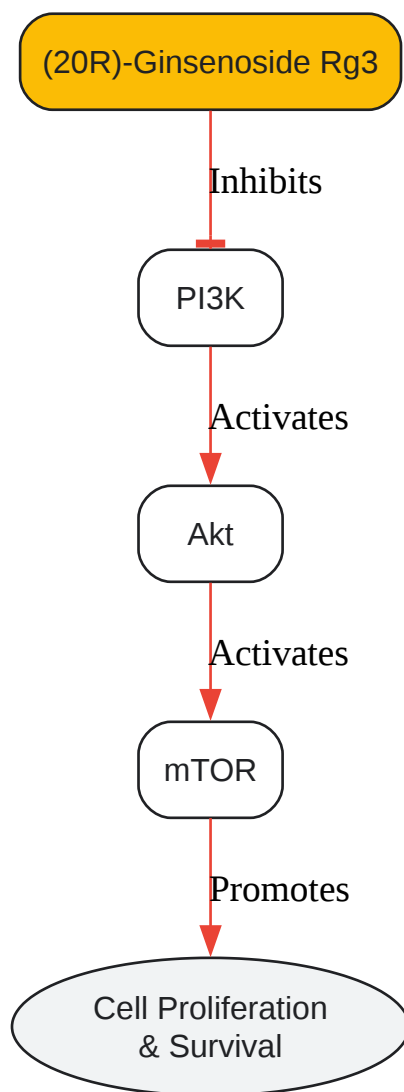 (20R)-Ginsenoside Rg3
Inhibits
PI3K
Activates
Akt
Activates
mTOR
Promotes
Cell Proliferation
& Survival